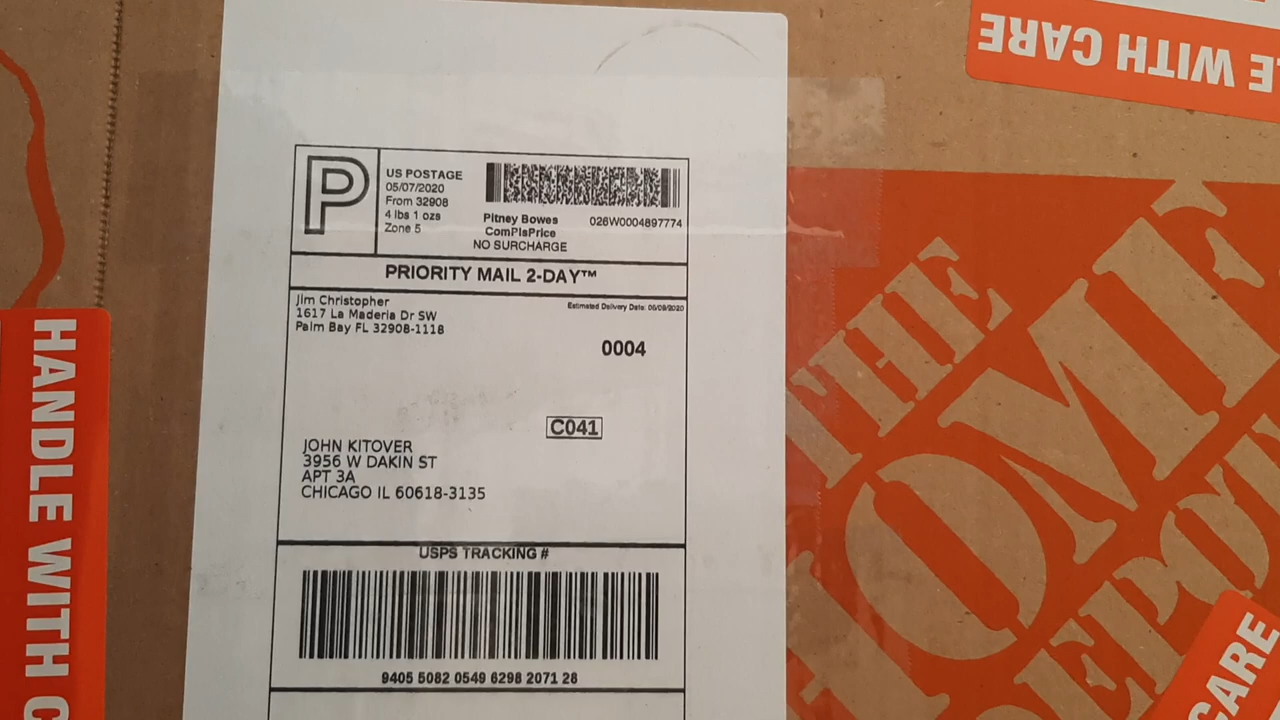 P
US POSTAGE
05/07/2020
From 32908
4 lbs 1 ozs
Zone 5
Pitney Bowes
ComPlsPrice
NO SURCHARGE
026W0004897774
PRIORITY MAIL 2-DAY™
Jim Christopher
1617 La Maderia Dr SW
Palm Bay FL 32908-1118
Estimated Delivery Date: 05/09/2020
0004
C041
JOHN KITOVER
3956 W DAKIN ST
APT 3A
CHICAGO IL 60618-3135
USPS TRACKING #
9405 5082 0549 6298 2071 28
HANDLE WITH C
E WITH CARE
THE
HOME
DEPOT
CARE